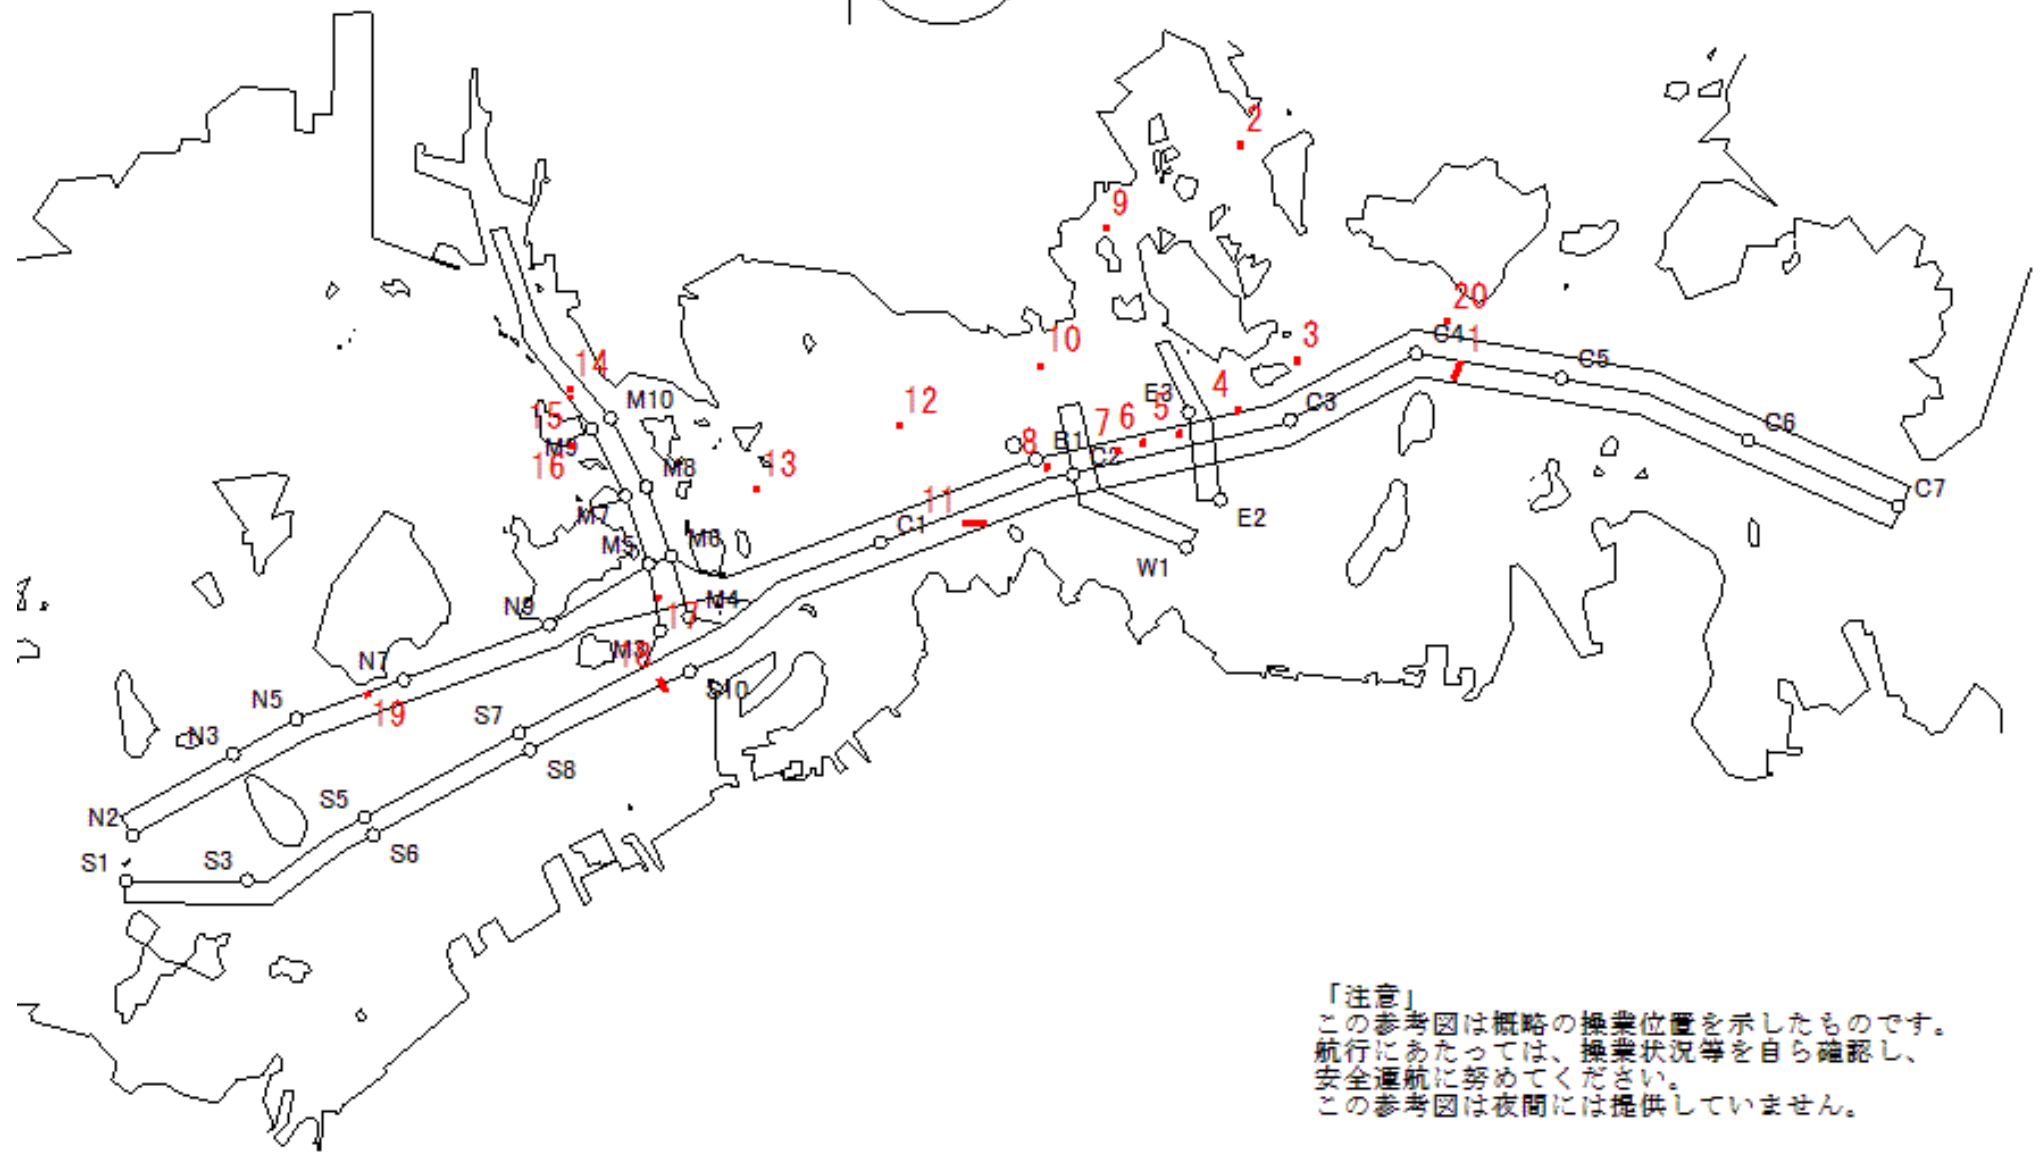 2
9
20
C4
1
10
3
C5
14
4
M10
12
E3
15
7
6
5
C3
M9
8
B1
C2
C6
16
M8
13
C7
M7
11
C1
E2
M5
M6
W1
N9
M4
17
M3
18
N7
S10
N5
19
S7
N3
S8
N2
S5
S1
S3
S6
「注意」
この参考図は概略の操業位置を示したものです。
航行にあたっては、操業状況等を自ら確認し、
安全運航に努めてください。
この参考図は夜間には提供していません。